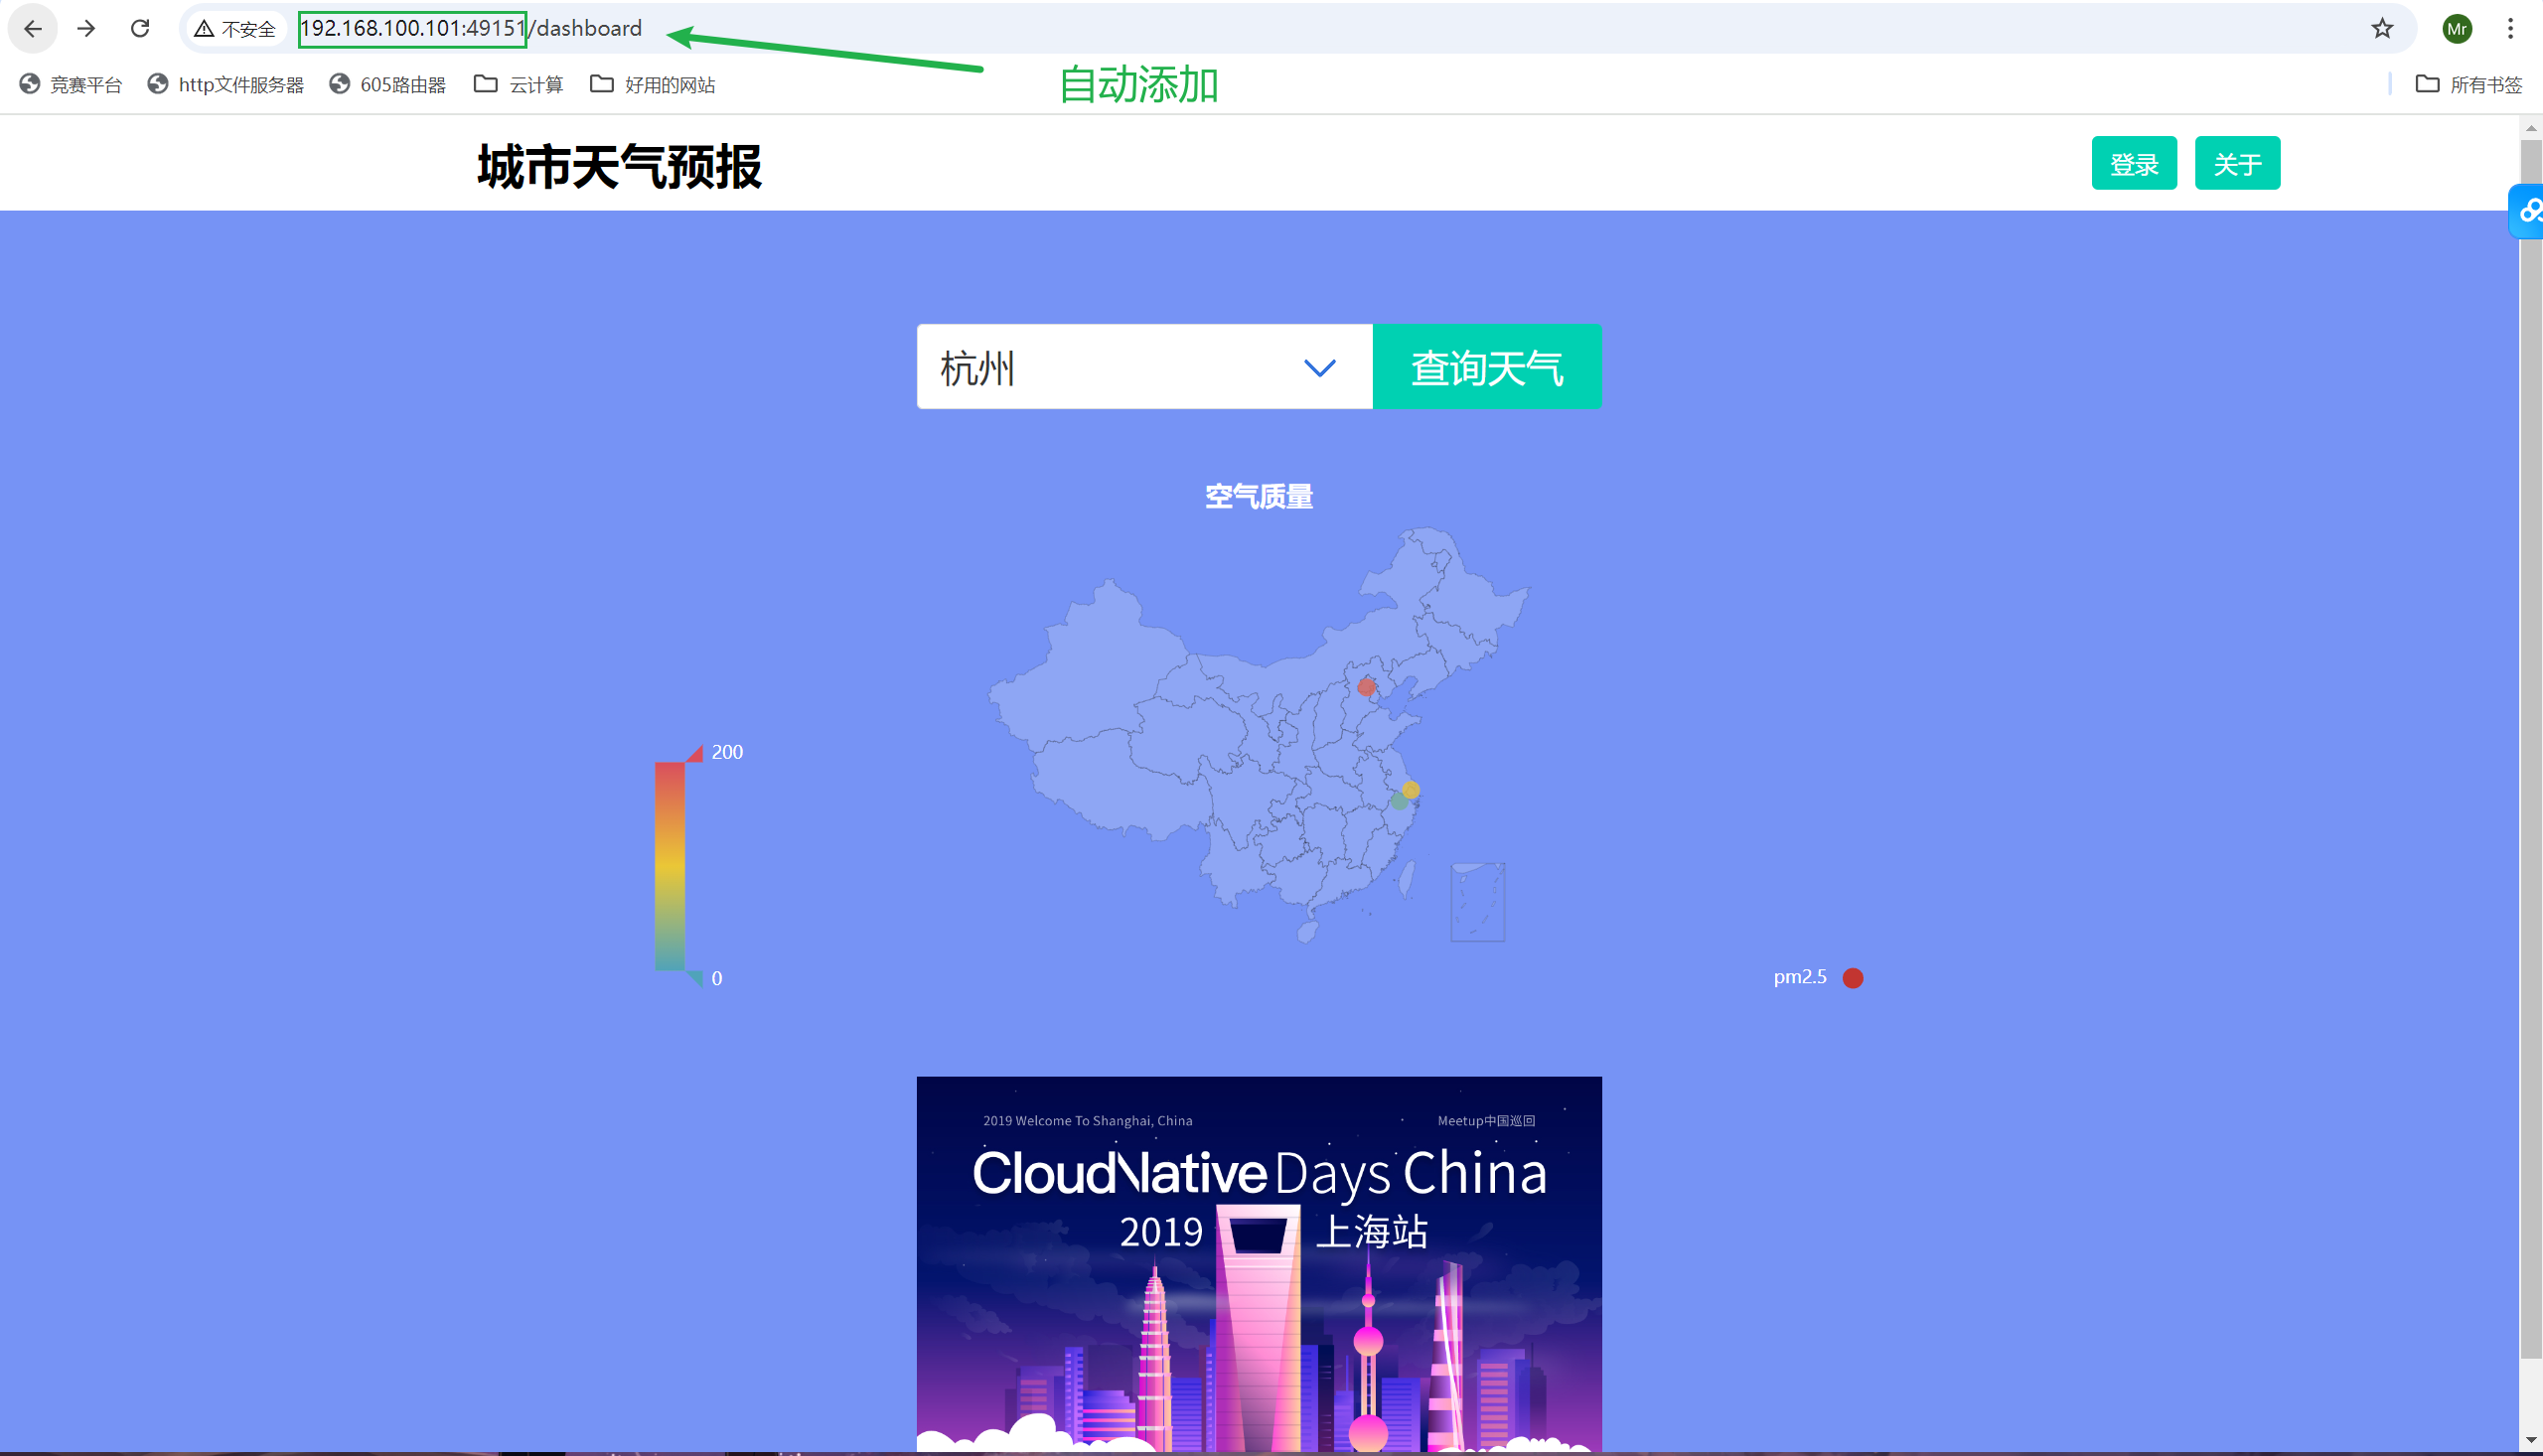 不安全 192.168.100.101:49151/dashboard
Mr
自动添加
竞赛平台 http文件服务器 605路由器 云计算 好用的网站 所有书签
城市天气预报 登录 关于
杭州 查询天气
空气质量
200
0
pm2.5
2019 Welcome To Shanghai, China Meetup中国巡回
CloudNative Days China
2019 上海站